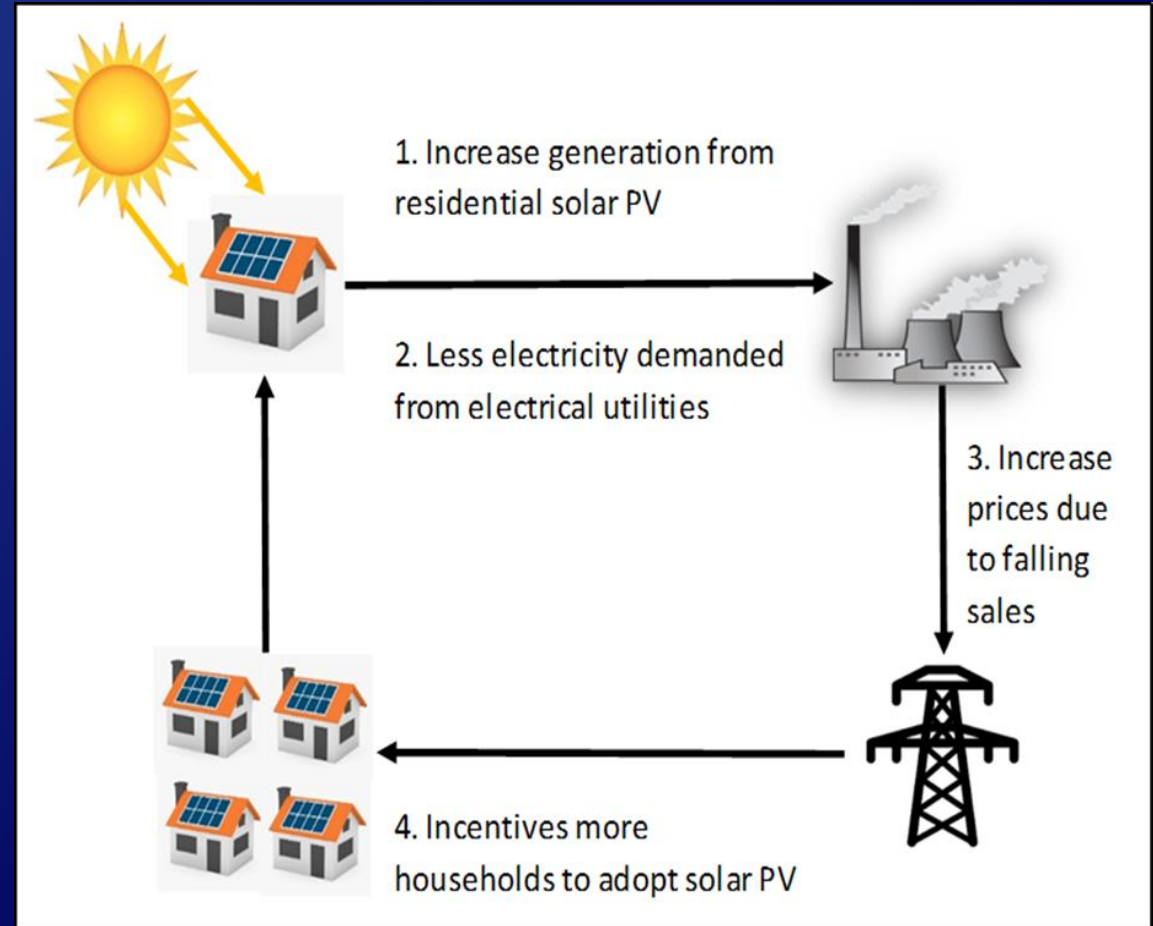 1. Increase generation from
residential solar PV
2. Less electricity demanded
from electrical utilities
3. Increase
prices due
to falling
sales
4. Incentives more
households to adopt solar PV